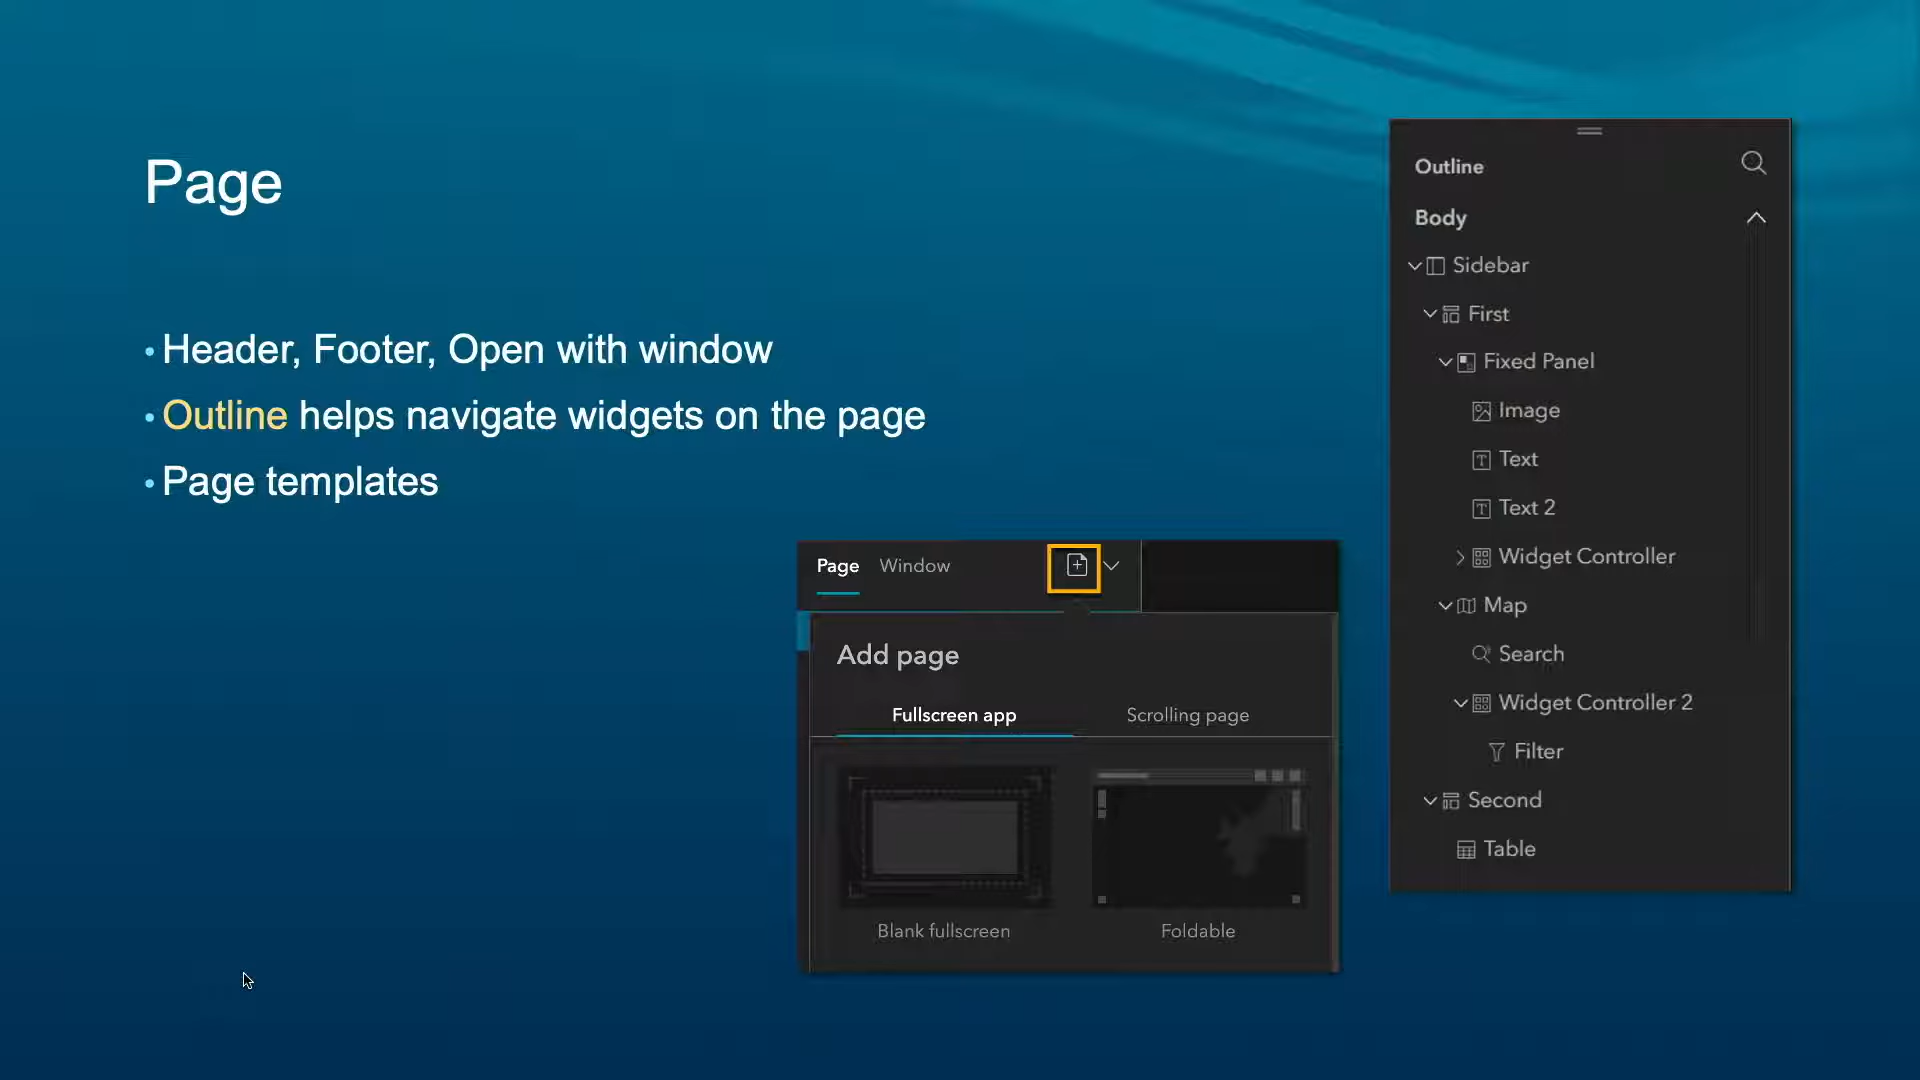 Page
• Header, Footer, Open with window
• Outline helps navigate widgets on the page
• Page templates
Page Window
Add page
Fullscreen app Scrolling page
Blank fullscreen Foldable
Outline
Body
Sidebar
First
Fixed Panel
Image
Text
Text 2
Widget Controller
Map
Search
Widget Controller 2
Filter
Second
Table